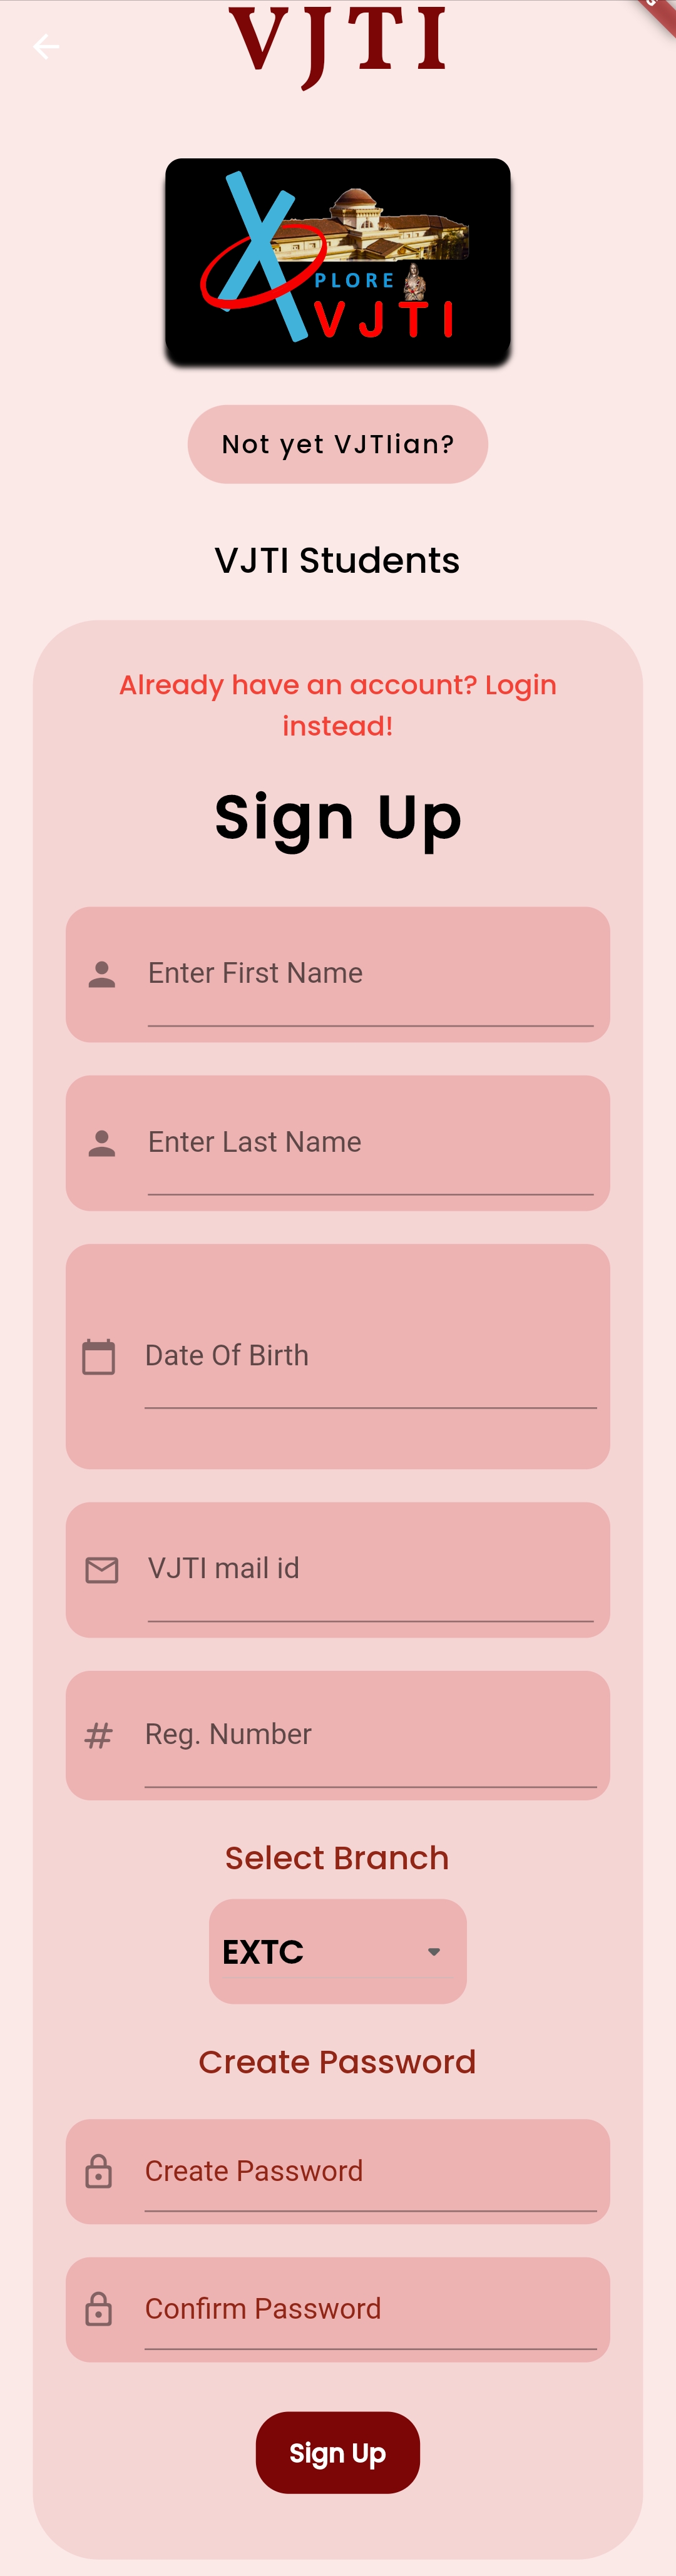 VJTI
XPLORE
VJTI
Not yet VJTIian?
VJTI Students
Already have an account? Login
instead!
Sign Up
Enter First Name
Enter Last Name
Date Of Birth
VJTI mail id
# Reg. Number
Select Branch
EXTC
Create Password
Create Password
Confirm Password
Sign Up